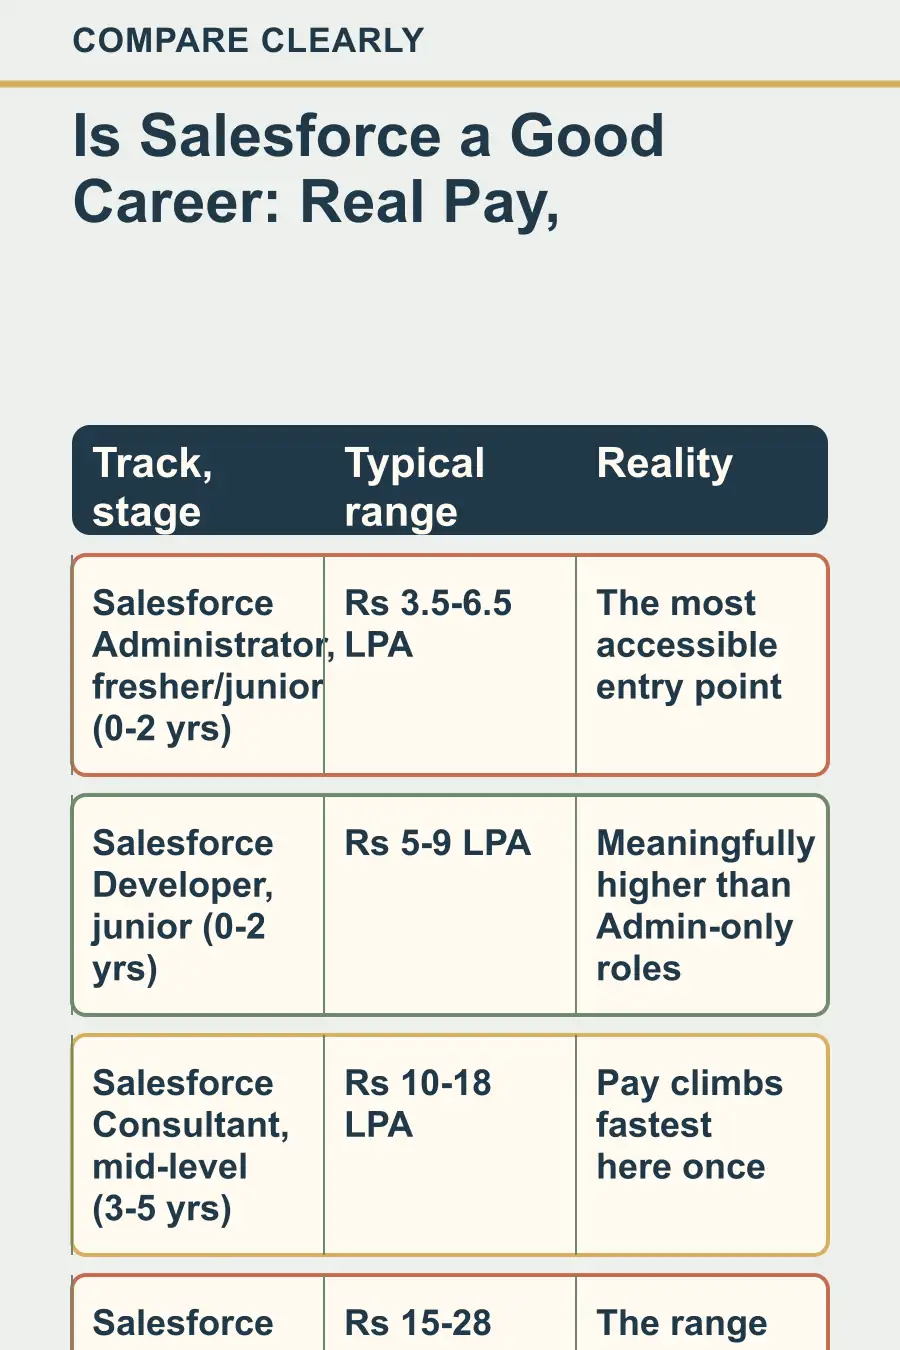 COMPARE CLEARLY
Is Salesforce a Good
Career: Real Pay,
Track,
stage
Typical
range
Reality
Salesforce
Administrator,
fresher/junior
(0-2 yrs)
Rs 3.5-6.5
LPA
The most
accessible
entry point
Salesforce
Developer,
junior (0-2
yrs)
Rs 5-9 LPA
Meaningfully
higher than
Admin-only
roles
Salesforce
Consultant,
mid-level
(3-5 yrs)
Rs 10-18
LPA
Pay climbs
fastest
here once
Salesforce
Rs 15-28
The range